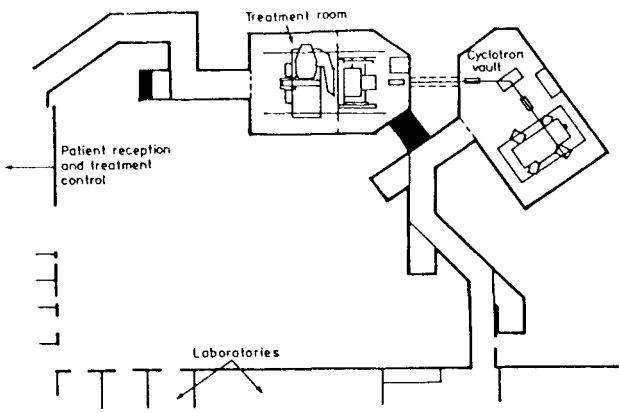 Treatment room
Cyclotron
vault
Patient reception
and treatment
control
Laboratories